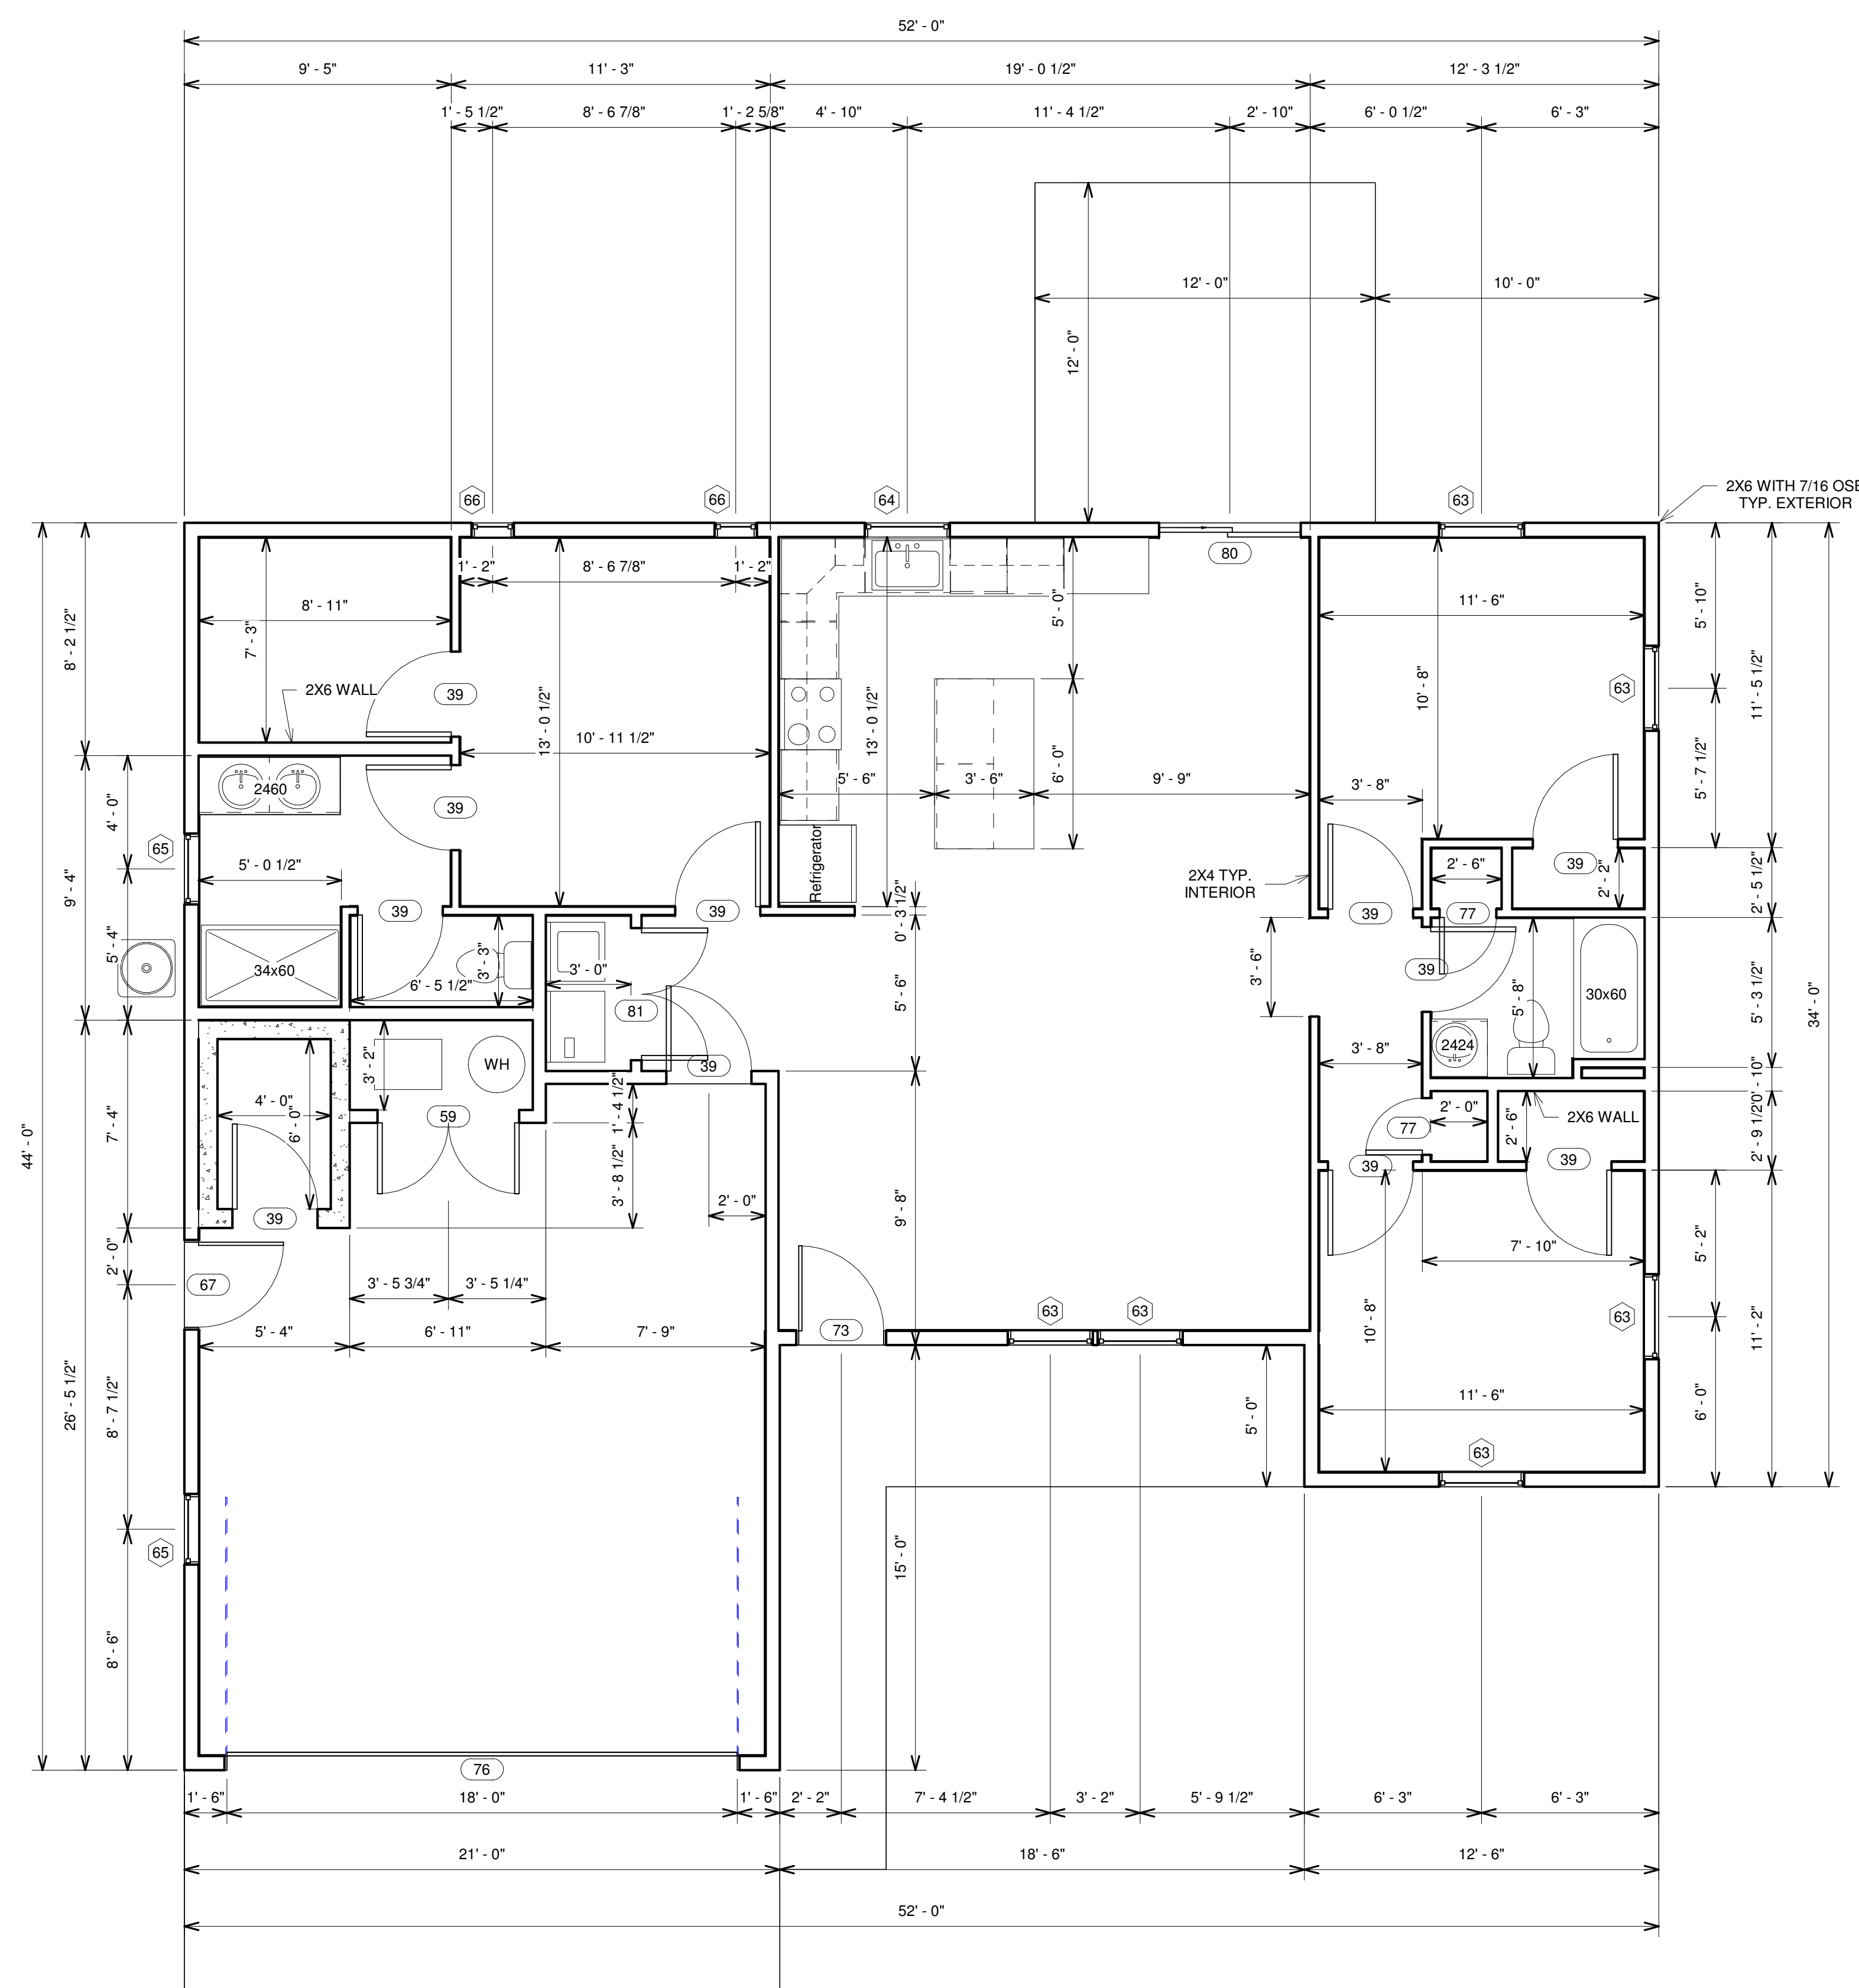 52' - 0"
9' - 5"
11' - 3"
19' - 0 1/2"
12' - 3 1/2"
1' - 5 1/2"
8' - 6 7/8"
1' - 2 5/8"
4' - 10"
11' - 4 1/2"
2' - 10"
6' - 0 1/2"
6' - 3"
12' - 0"
10' - 0"
12' - 0"
66
66
64
63
2X6 WITH 7/16
TYP. EXTERIOR
80
1' - 2"
8' - 6 7/8"
1' - 2"
8' - 11"
7' - 3"
5' - 0"
11' - 6"
5' - 10"
8' - 2 1/2"
2X6 WALL
39
13' - 0 1/2"
10' - 11 1/2"
13' - 0 1/2"
10' - 8"
63
11' - 5 1/2"
34' - 0"
5' - 6"
3' - 6"
6' - 0"
9' - 9"
5' - 7 1/2"
3' - 8"
2460
39
4' - 0"
65
9' - 4"
5' - 0 1/2"
Refrigerator
2X4 TYP.
INTERIOR
2' - 6"
39
2' - 2"
2' - 5 1/2"
39
39
0' - 3 1/2"
39
77
5' - 4"
34x60
3' - 3"
6' - 5 1/2"
3' - 0"
81
5' - 6"
3' - 6"
39
5' - 8"
30x60
5' - 3 1/2"
2424
3' - 8"
0' - 10"
3' - 2"
WH
39
59
1' - 4 1/2"
4' - 0"
6' - 0"
7' - 4"
44' - 0"
2' - 0"
77
2' - 6"
2X6 WALL
2' - 9 1/2"
39
39
3' - 8 1/2"
2' - 0"
9' - 8"
39
2' - 0"
67
3' - 5 3/4"
3' - 5 1/4"
7' - 10"
5' - 2"
5' - 4"
6' - 11"
7' - 9"
73
63
63
63
10' - 8"
11' - 2"
26' - 5 1/2"
8' - 7 1/2"
5' - 0"
11' - 6"
6' - 0"
63
65
15' - 0"
8' - 6"
76
1' - 6"
18' - 0"
1' - 6"
2' - 2"
7' - 4 1/2"
3' - 2"
5' - 9 1/2"
6' - 3"
6' - 3"
21' - 0"
18' - 6"
12' - 6"
52' - 0"